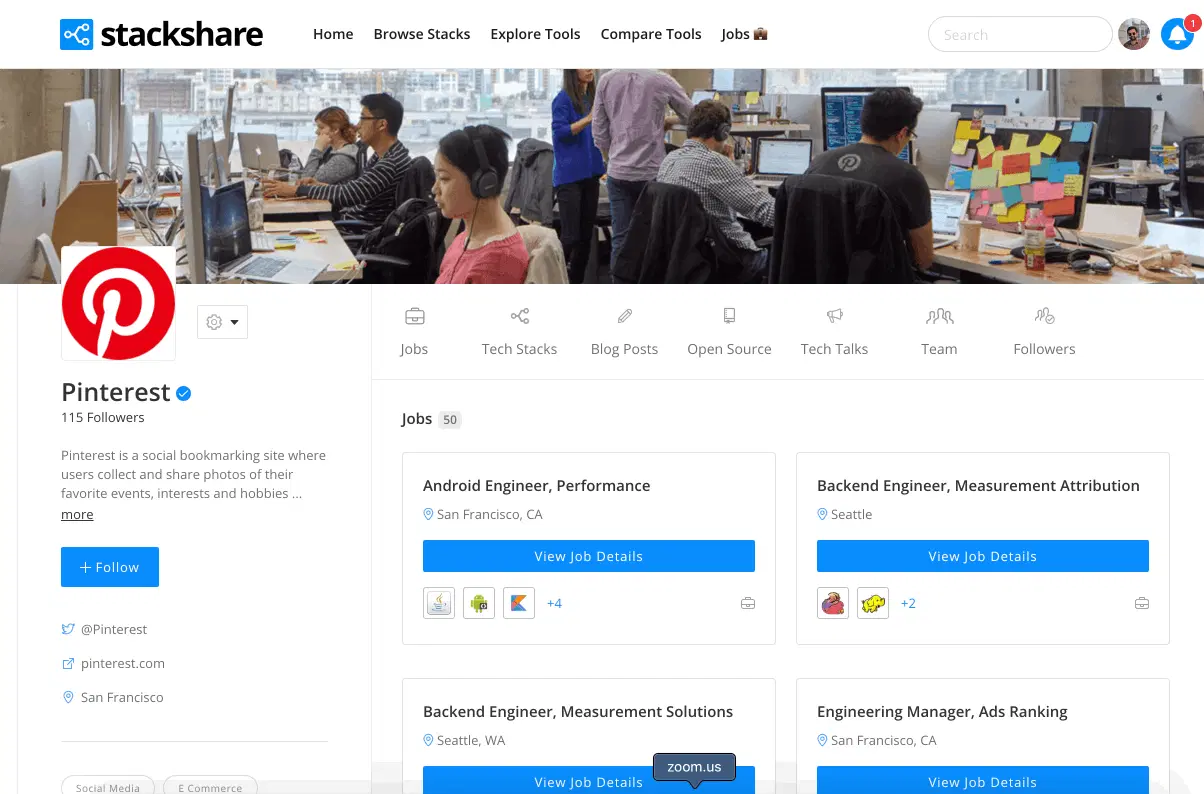 stackshare
Home
Browse Stacks
Explore Tools
Compare Tools
Jobs
Search
1
Pinterest
115 Followers
Pinterest is a social bookmarking site where
users collect and share photos of their
favorite events, interests and hobbies ...
more
+ Follow
@Pinterest
pinterest.com
San Francisco
Social Media
E Commerce
Jobs
Tech Stacks
Blog Posts
Open Source
Tech Talks
Team
Followers
Jobs 50
Android Engineer, Performance
San Francisco, CA
View Job Details
+4
Backend Engineer, Measurement Attribution
Seattle
View Job Details
+2
Backend Engineer, Measurement Solutions
Seattle, WA
View Job Details
Engineering Manager, Ads Ranking
San Francisco, CA
View Job Details
zoom.us